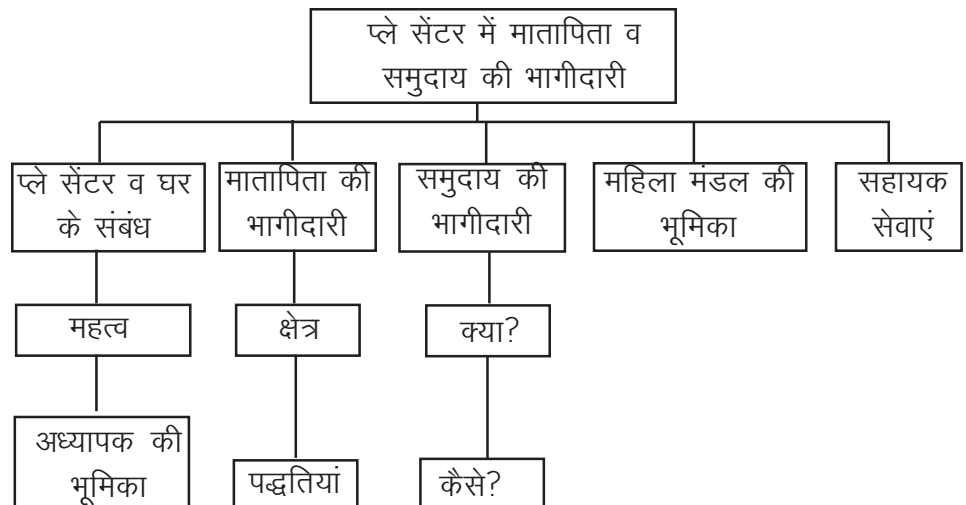 प्ले सेंटर में मातापिता व
समुदाय की भागीदारी
प्ले सेंटर व घर
के संबंध
मातापिता की
भागीदारी
समुदाय की
भागीदारी
महिला मंडल की
भूमिका
सहायक
सेवाएं
महत्व
क्षेत्र
क्या?
अध्यापक की
भूमिका
पद्धतियां
कैसे?